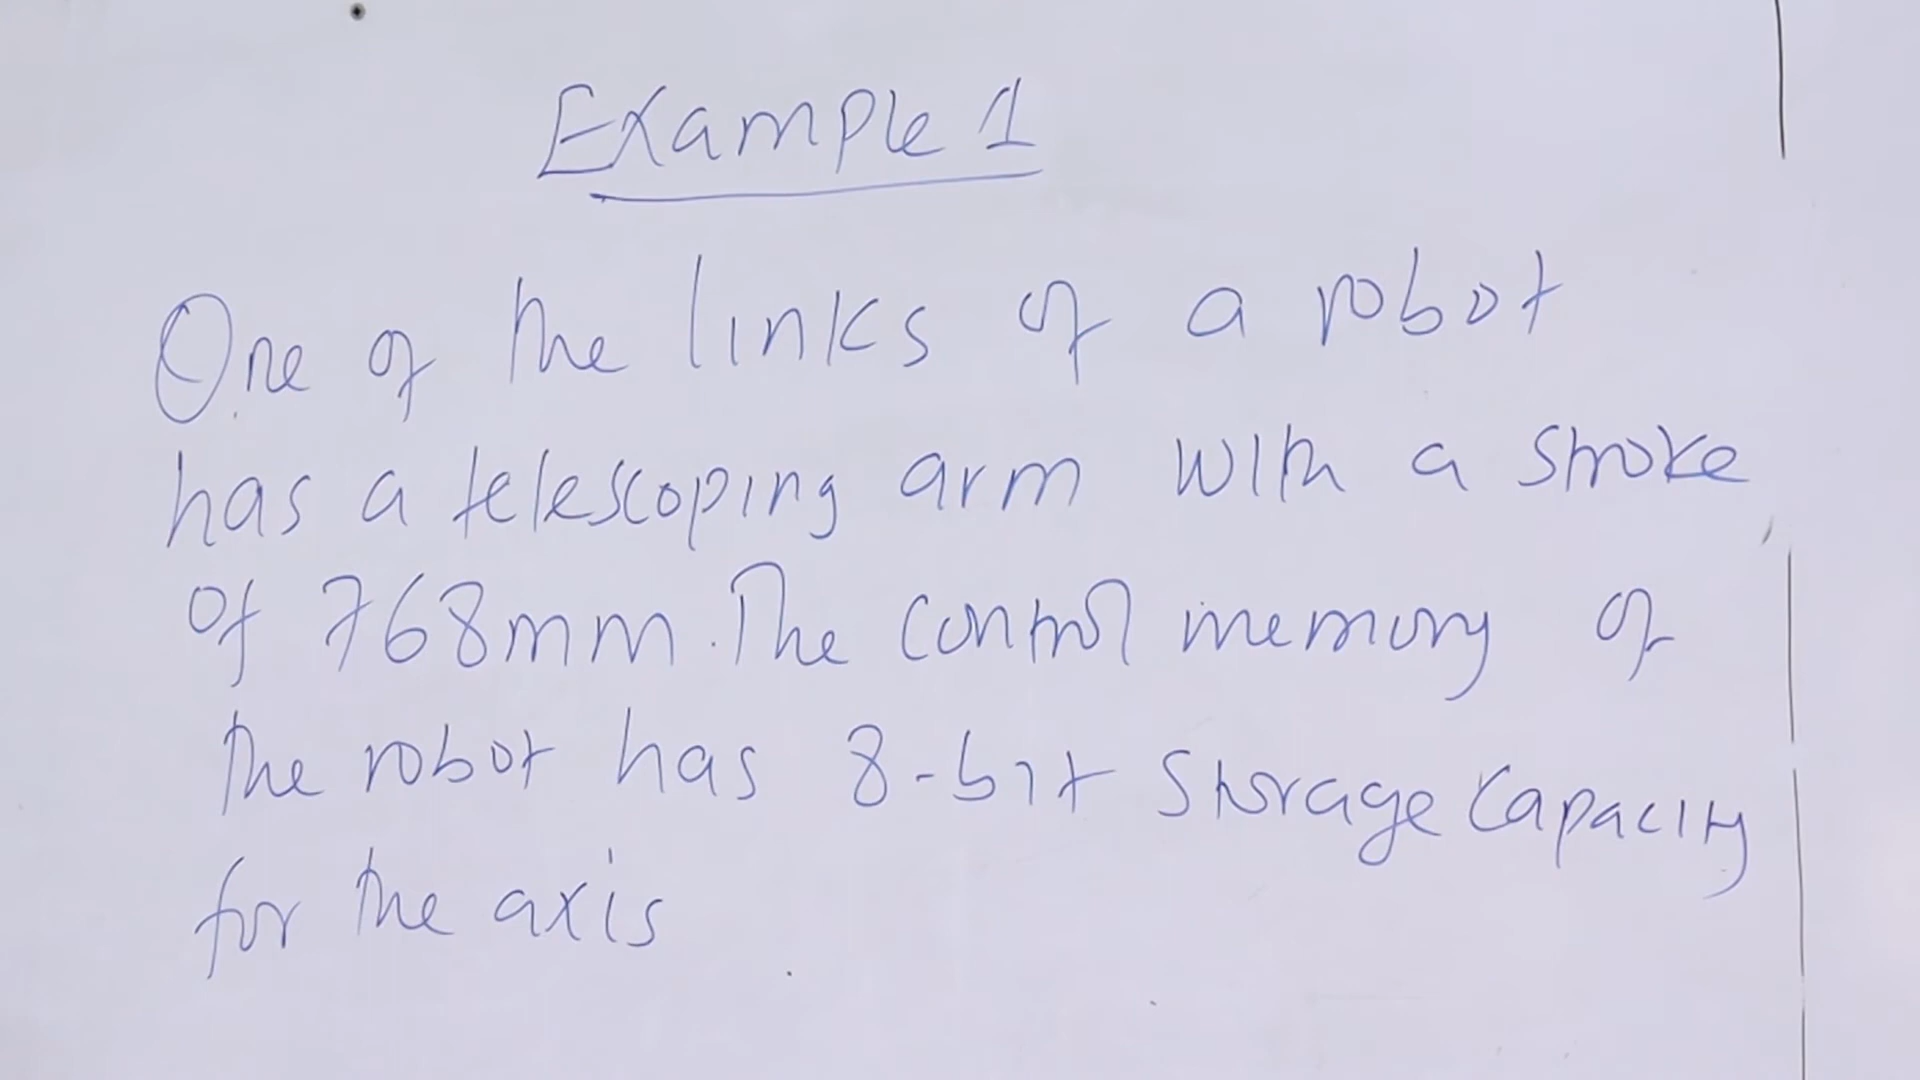 Example 1
One of the links of a robot
has a telescoping arm with a stroke
of 768mm. The control memory of
the robot has 8-bit storage capacity
for the axis